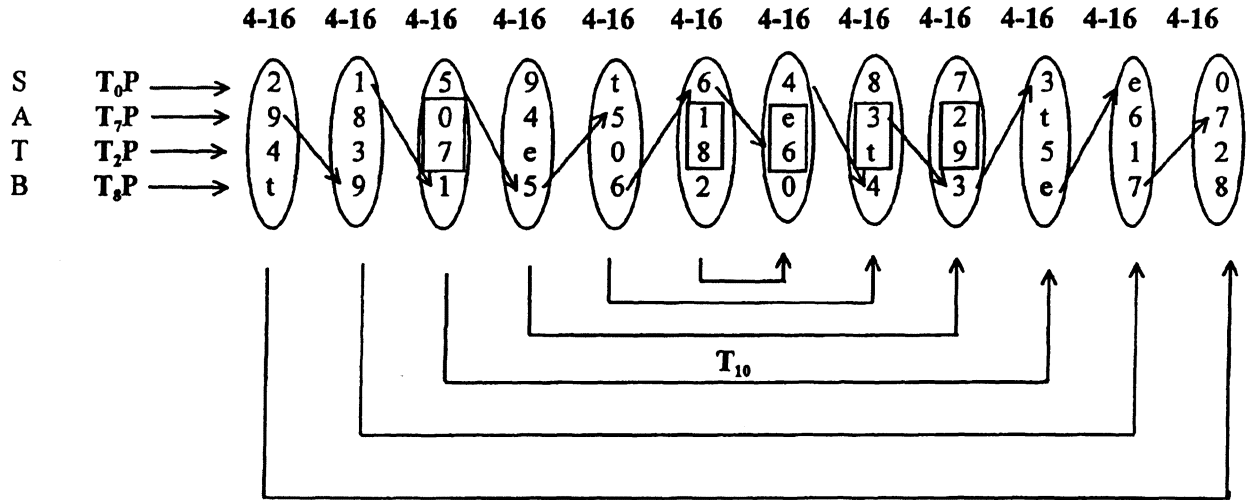 4-16 4-16 4-16 4-16 4-16 4-16 4-16 4-16 4-16 4-16 4-16 4-16
S T₀P 2 1 5 9 t 6 4 8 7 3 e 0
A T₇P 9 8 0 4 5 1 e 3 2 t 6 7
T T₂P 4 3 7 e 0 8 6 t 9 5 1 2
B T₈P t 9 1 5 6 2 0 4 3 e 7 8
T₁₀